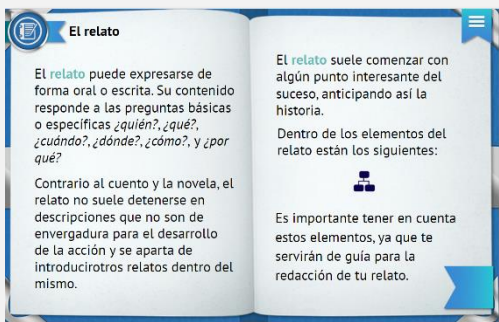 El relato
El relato puede expresarse de
forma oral o escrita. Su contenido
responde a las preguntas básicas
o específicas ¿quién?, ¿qué?,
¿cuándo?, ¿dónde?, ¿cómo?, y ¿por
qué?
Contrario al cuento y la novela, el
relato no suele detenerse en
descripciones que no son de
envergadura para el desarrollo
de la acción y se aparta de
introducirotros relatos dentro del
mismo.
El relato suele comenzar con
algún punto interesante del
suceso, anticipando así la
historia.
Dentro de los elementos del
relato están los siguientes:
Es importante tener en cuenta
estos elementos, ya que te
servirán de guía para la
redacción de tu relato.